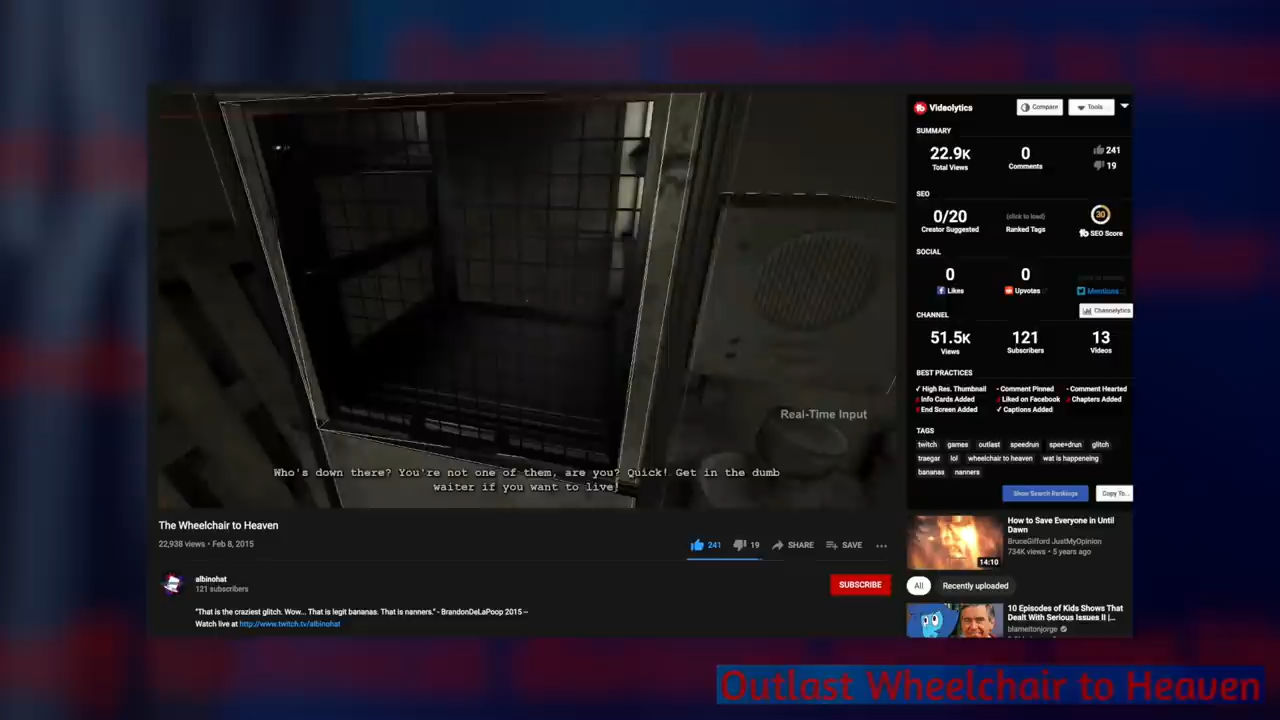 Who's down there? You're not one of them, are you? Quick! Get in the dumb
waiter if you want to live!
Real-Time Input
The Wheelchair to Heaven
22,938 views • Feb 8, 2015
241
19
SHARE
SAVE
albinohat
121 subscribers
SUBSCRIBE
"That is the craziest glitch. Wow... That is legit bananas. That is nanners." - BrandonDeLaPoop 2015 --
Watch live at http://www.twitch.tv/albinohat
Videolytics
Compare
Tools
SUMMARY
22.9K
Total Views
0
Comments
241
19
SEO
0/20
Creator Suggested
(click to load)
Ranked Tags
30
SEO Score
SOCIAL
0
Likes
0
Upvotes
Mentions
CHANNEL
Channelytics
51.5K
Views
121
Subscribers
13
Videos
BEST PRACTICES
High Res. Thumbnail
- Comment Pinned
- Comment Hearted
Info Cards Added
Liked on Facebook
Chapters Added
End Screen Added
Captions Added
TAGS
twitch games outlast speedrun spee+drun glitch
traegar lol wheelchair to heaven wat is happeneing
bananas nanners
Show Search Rankings
Copy To...
How to Save Everyone in Until
Dawn
BruneGifford JustMyOpinion
734K views • 5 years ago
14:10
All
Recently uploaded
10 Episodes of Kids Shows That
Dealt With Serious Issues II |...
blameitonjorge
Outlast Wheelchair to Heaven